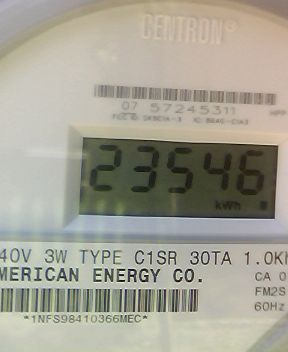 CENTRON®
07 57245311
23546
kWh
40V 3W TYPE C1SR 30TA 1.0K
MERICAN ENERGY CO.
CA 0
FM2S
60Hz
*1NFS98410366MEC*